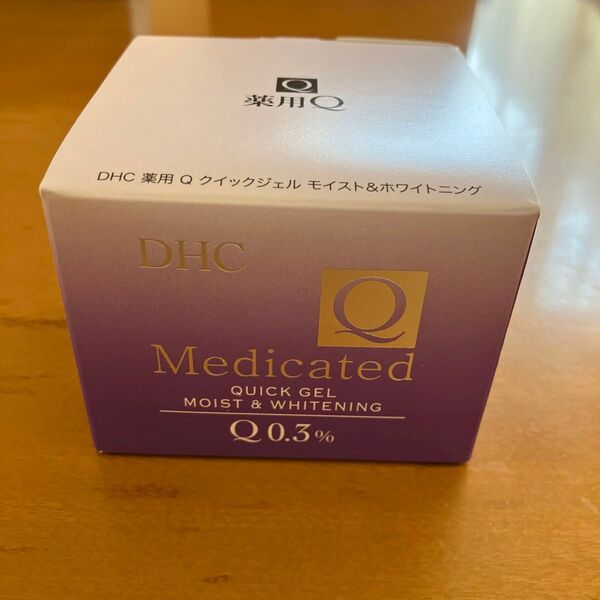 Q
薬用Q
DHC 薬用 Q クイックジェル モイスト&ホワイトニング
DHC
Q
Medicated
QUICK GEL
MOIST & WHITENING
Q 0.3%